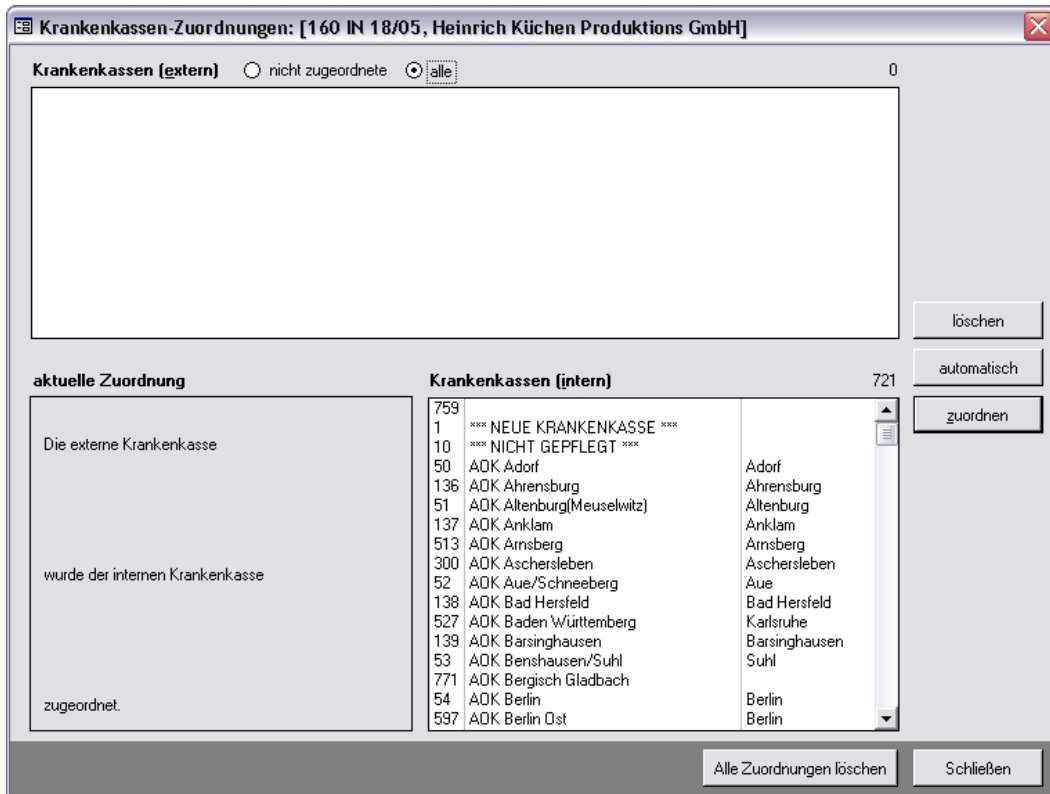 Krankenkassen-Zuordnungen: [160 IN 18/05, Heinrich Küchen Produktions GmbH]
Krankenkassen (extern) nicht zugeordnete alle 0
löschen
automatisch
zuordnen
aktuelle Zuordnung
Die externe Krankenkasse
wurde der internen Krankenkasse
zugeordnet.
Krankenkassen (intern) 721
759
1 *** NEUE KRANKENKASSE ***
10 *** NICHT GEPFLEGT ***
50 AOK Adorf Adorf
136 AOK Ahrensburg Ahrensburg
51 AOK Altenburg(Meuselwitz) Altenburg
137 AOK Anklam Anklam
513 AOK Arnsberg Arnsberg
300 AOK Aschersleben Aschersleben
52 AOK Aue/Schneeberg Aue
138 AOK Bad Hersfeld Bad Hersfeld
527 AOK Baden Württemberg Karlsruhe
139 AOK Barsinghausen Barsinghausen
53 AOK Benshausen/Suhl Suhl
771 AOK Bergisch Gladbach
54 AOK Berlin Berlin
597 AOK Berlin Ost Berlin
Alle Zuordnungen löschen Schließen